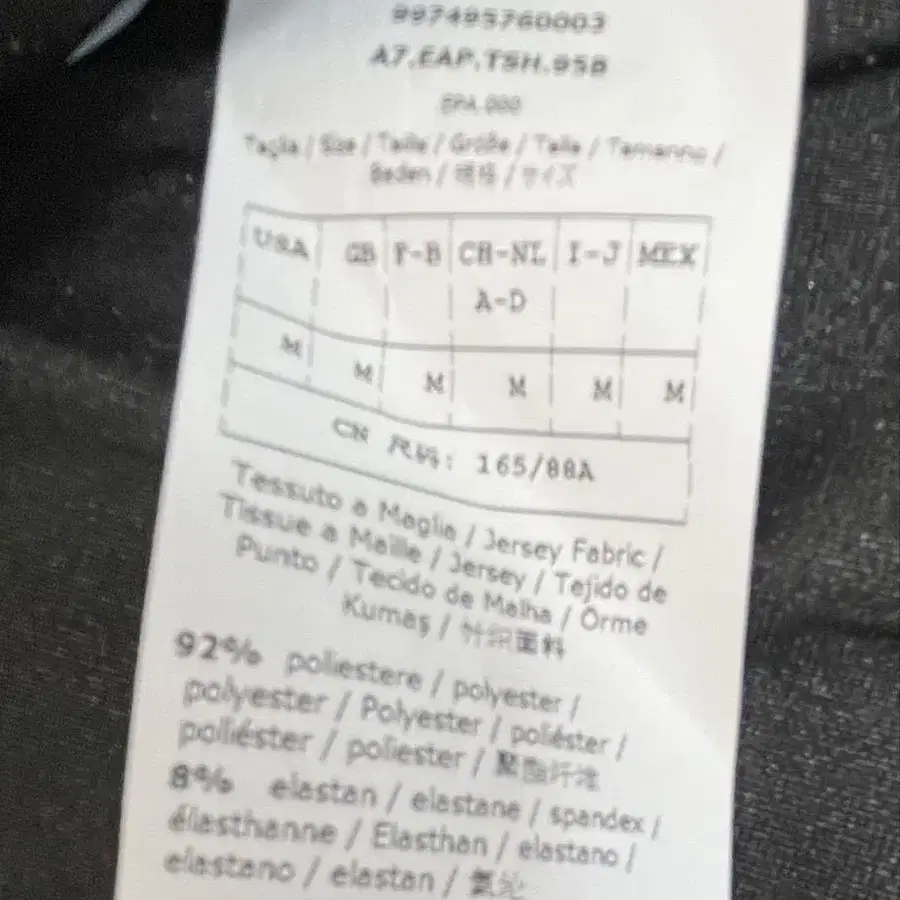 997495760003
A7.EAP.TSH.95B
EPA.000
Taglia / Size / Taille / Größe / Talla / Tamanho /
Beden / 规格 / サイズ
USA GB F-B CH-NL I-J MEX
A-D
M M M M M M
CN 尺码: 165/88A
Tessuto a Maglia / Jersey Fabric /
Tissue a Maille / Jersey / Tejido de
Punto / Tecido de Malha / Örme
Kumaş / 针织面料
92% poliestere / polyester /
polyester / Polyester / poliéster /
poliéster / poliester / 聚酯纤维
8% elastan / elastane / spandex /
élasthanne / Elasthan / elastano /
elastano / elastan / 氨纶